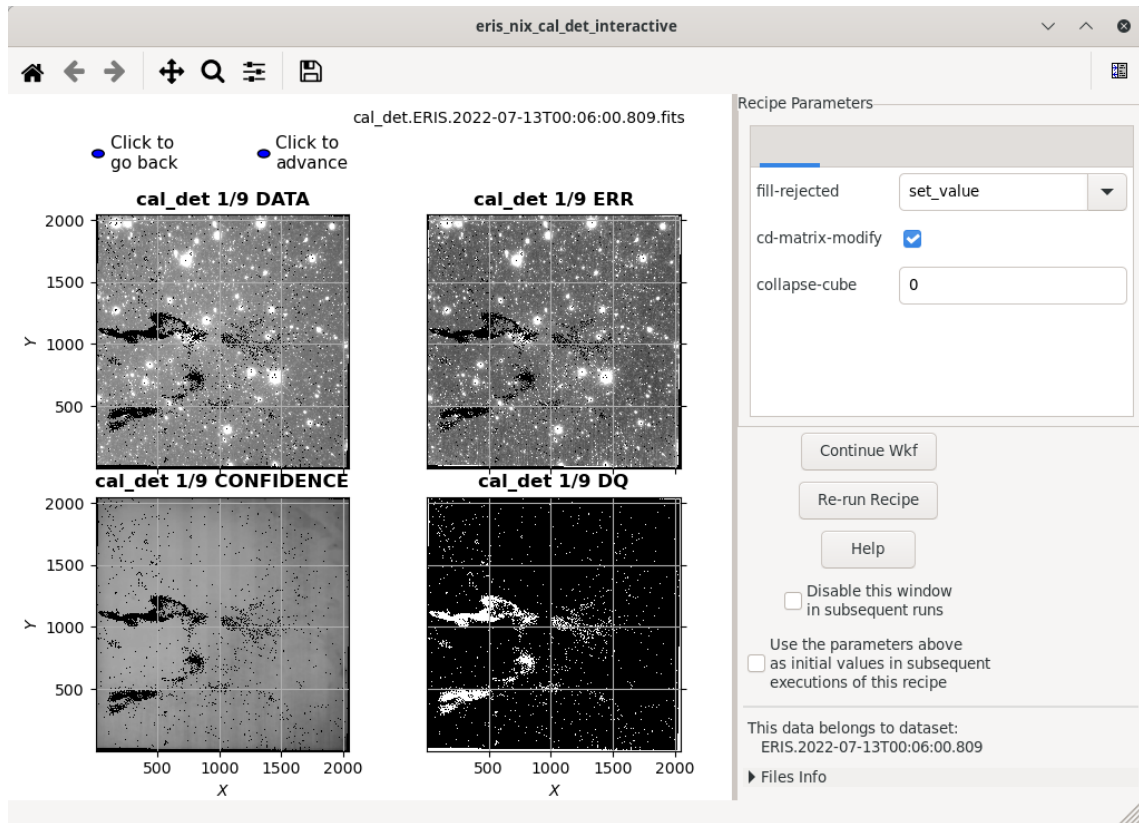 eris_nix_cal_det_interactive
cal_det.ERIS.2022-07-13T00:06:00.809.fits
Click to
go back
Click to
advance
cal_det 1/9 DATA
cal_det 1/9 ERR
2000
1500
1000
500
Y
cal_det 1/9 CONFIDENCE
cal_det 1/9 DQ
2000
1500
1000
500
Y
500 1000 1500 2000
500 1000 1500 2000
X
X
Recipe Parameters
fill-rejected
set_value
cd-matrix-modify
collapse-cube
0
Continue Wkf
Re-run Recipe
Help
Disable this window
in subsequent runs
Use the parameters above
as initial values in subsequent
executions of this recipe
This data belongs to dataset:
ERIS.2022-07-13T00:06:00.809
Files Info